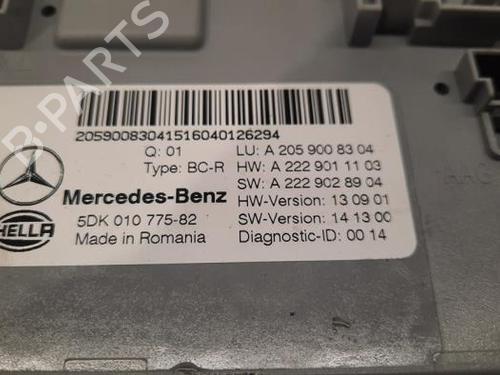 B-PARTS
20590083041516040126294
Q: 01 LU: A 205 900 83 04
Type: BC-R HW: A 222 901 11 03
Mercedes-Benz SW: A 222 902 89 04
HW-Version: 13 09 01
HELLA 5DK 010 775-82 SW-Version: 14 13 00
Made in Romania Diagnostic-ID: 00 14